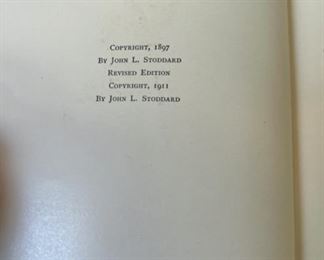 Copyright, 1897
By John L. Stoddard
Revised Edition
Copyright, 1911
By John L. Stoddard